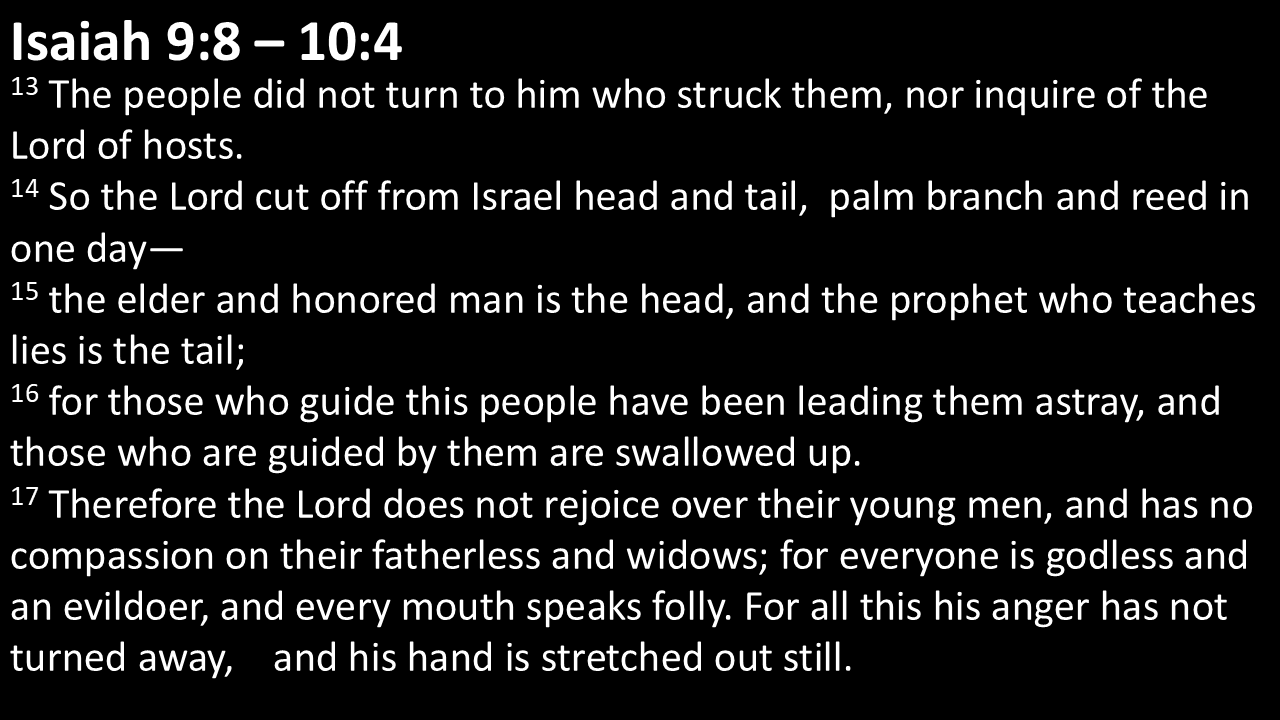 Isaiah 9:8 – 10:4
13 The people did not turn to him who struck them, nor inquire of the
Lord of hosts.
14 So the Lord cut off from Israel head and tail,  palm branch and reed in
one day—
15 the elder and honored man is the head, and the prophet who teaches
lies is the tail;
16 for those who guide this people have been leading them astray, and
those who are guided by them are swallowed up.
17 Therefore the Lord does not rejoice over their young men, and has no
compassion on their fatherless and widows; for everyone is godless and
an evildoer, and every mouth speaks folly. For all this his anger has not
turned away,    and his hand is stretched out still.